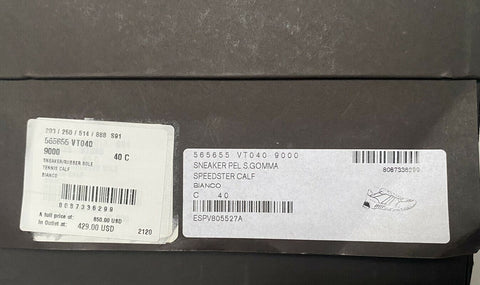 293 / 250 / 514 / 888 S91
565655 VT040
9000
40 C
SNEAKER/RUBBER SOLE
TENNIS CALF
BIANCO
8087336299
A full price at: 850.00 USD
In Outlet at: 429.00 USD
2120
565655 VT040 9000
SNEAKER PEL S.GOMMA
SPEEDSTER CALF
BIANCO
C 40
ESPV805527A
8087336299